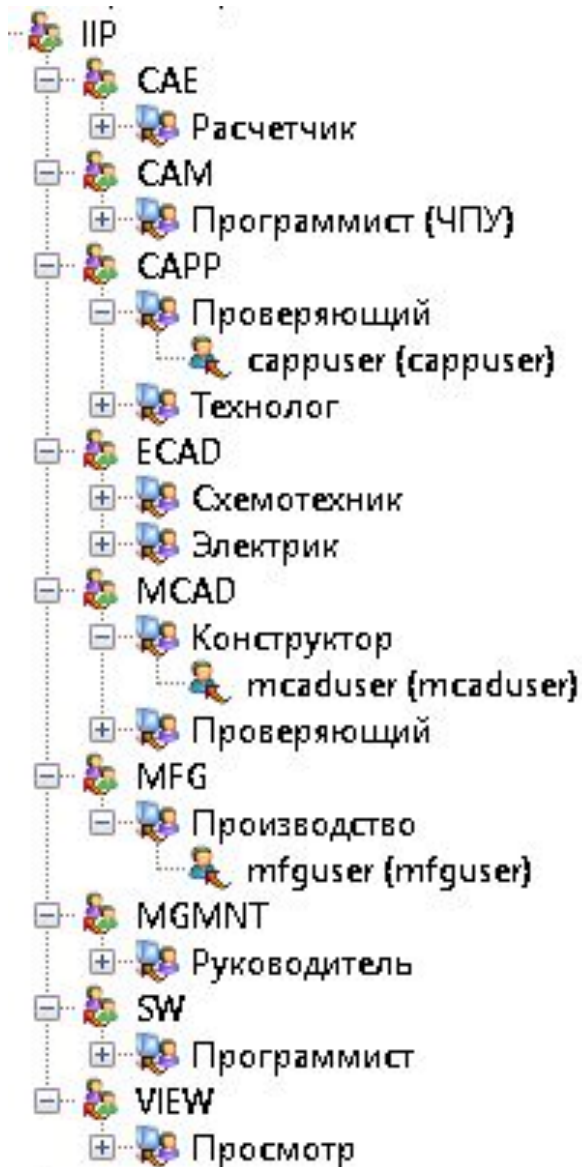 IIP
CAE
Расчетчик
CAM
Программист (ЧПУ)
CAPP
Проверяющий
cappuser (cappuser)
Технолог
ECAD
Схемотехник
Электрик
MCAD
Конструктор
mcaduser (mcaduser)
Проверяющий
MFG
Производство
mfguser (mfguser)
MGMNT
Руководитель
SW
Программист
VIEW
Просмотр